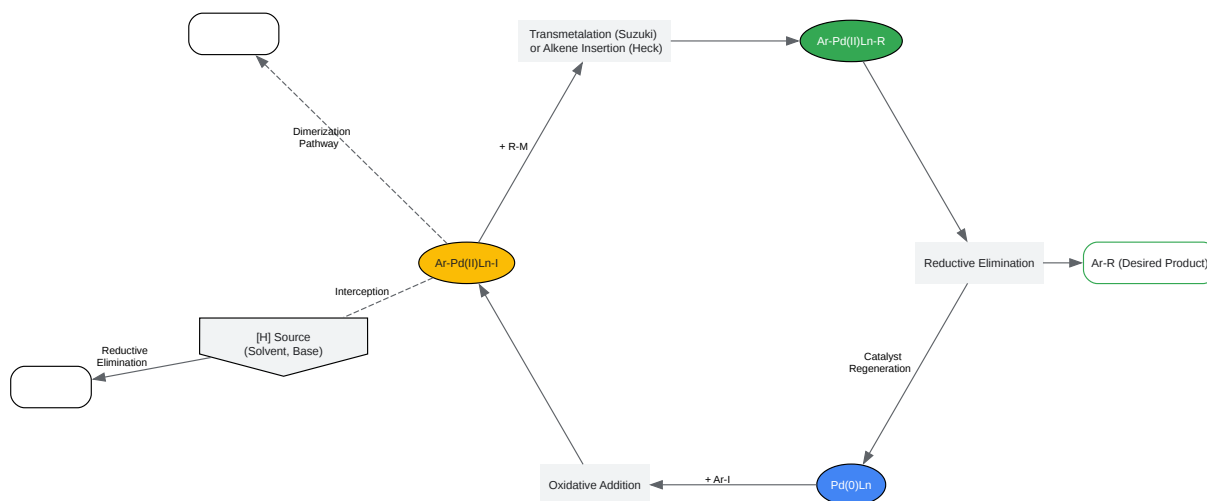 Transmetalation (Suzuki)
or Alkene Insertion (Heck)
Ar-Pd(II)Ln-R
Dimerization
Pathway
+ R-M
Ar-Pd(II)Ln-I
Reductive Elimination
Ar-R (Desired Product)
Interception
[H] Source
(Solvent, Base)
Reductive
Elimination
Catalyst
Regeneration
Oxidative Addition
+ Ar-I
Pd(0)Ln